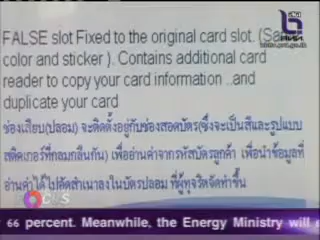 FALSE slot Fixed to the original card slot. (Same
color and sticker ). Contains additional card
reader to copy your card information ..and
duplicate your card
ช่องเสียบ(ปลอม) จะติดตั้งอยู่กับช่องสอดบัตร(ซึ่งจะเป็นสีและรูปแบบ
สติคเกอร์ที่กลมกลืนกัน) เพื่ออ่านค่าจากรหัสบัตรลูกค้า เพื่อนำข้อมูลที่
อ่านค่าได้ไปคัดสำเนาลงในบัตรปลอม ที่ผู้ทุจริตจัดทำขึ้น
66 percent. Meanwhile, the Energy Ministry will